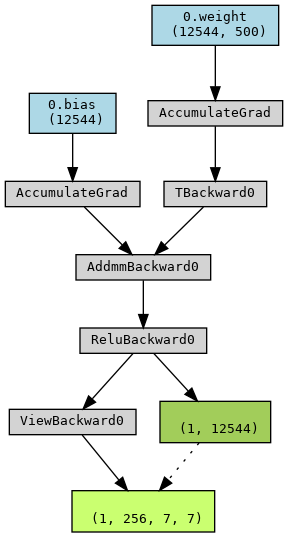 0.weight
(12544, 500)
0.bias
(12544)
AccumulateGrad
AccumulateGrad
TBackward0
AddmmBackward0
ReluBackward0
ViewBackward0
(1, 12544)
(1, 256, 7, 7)